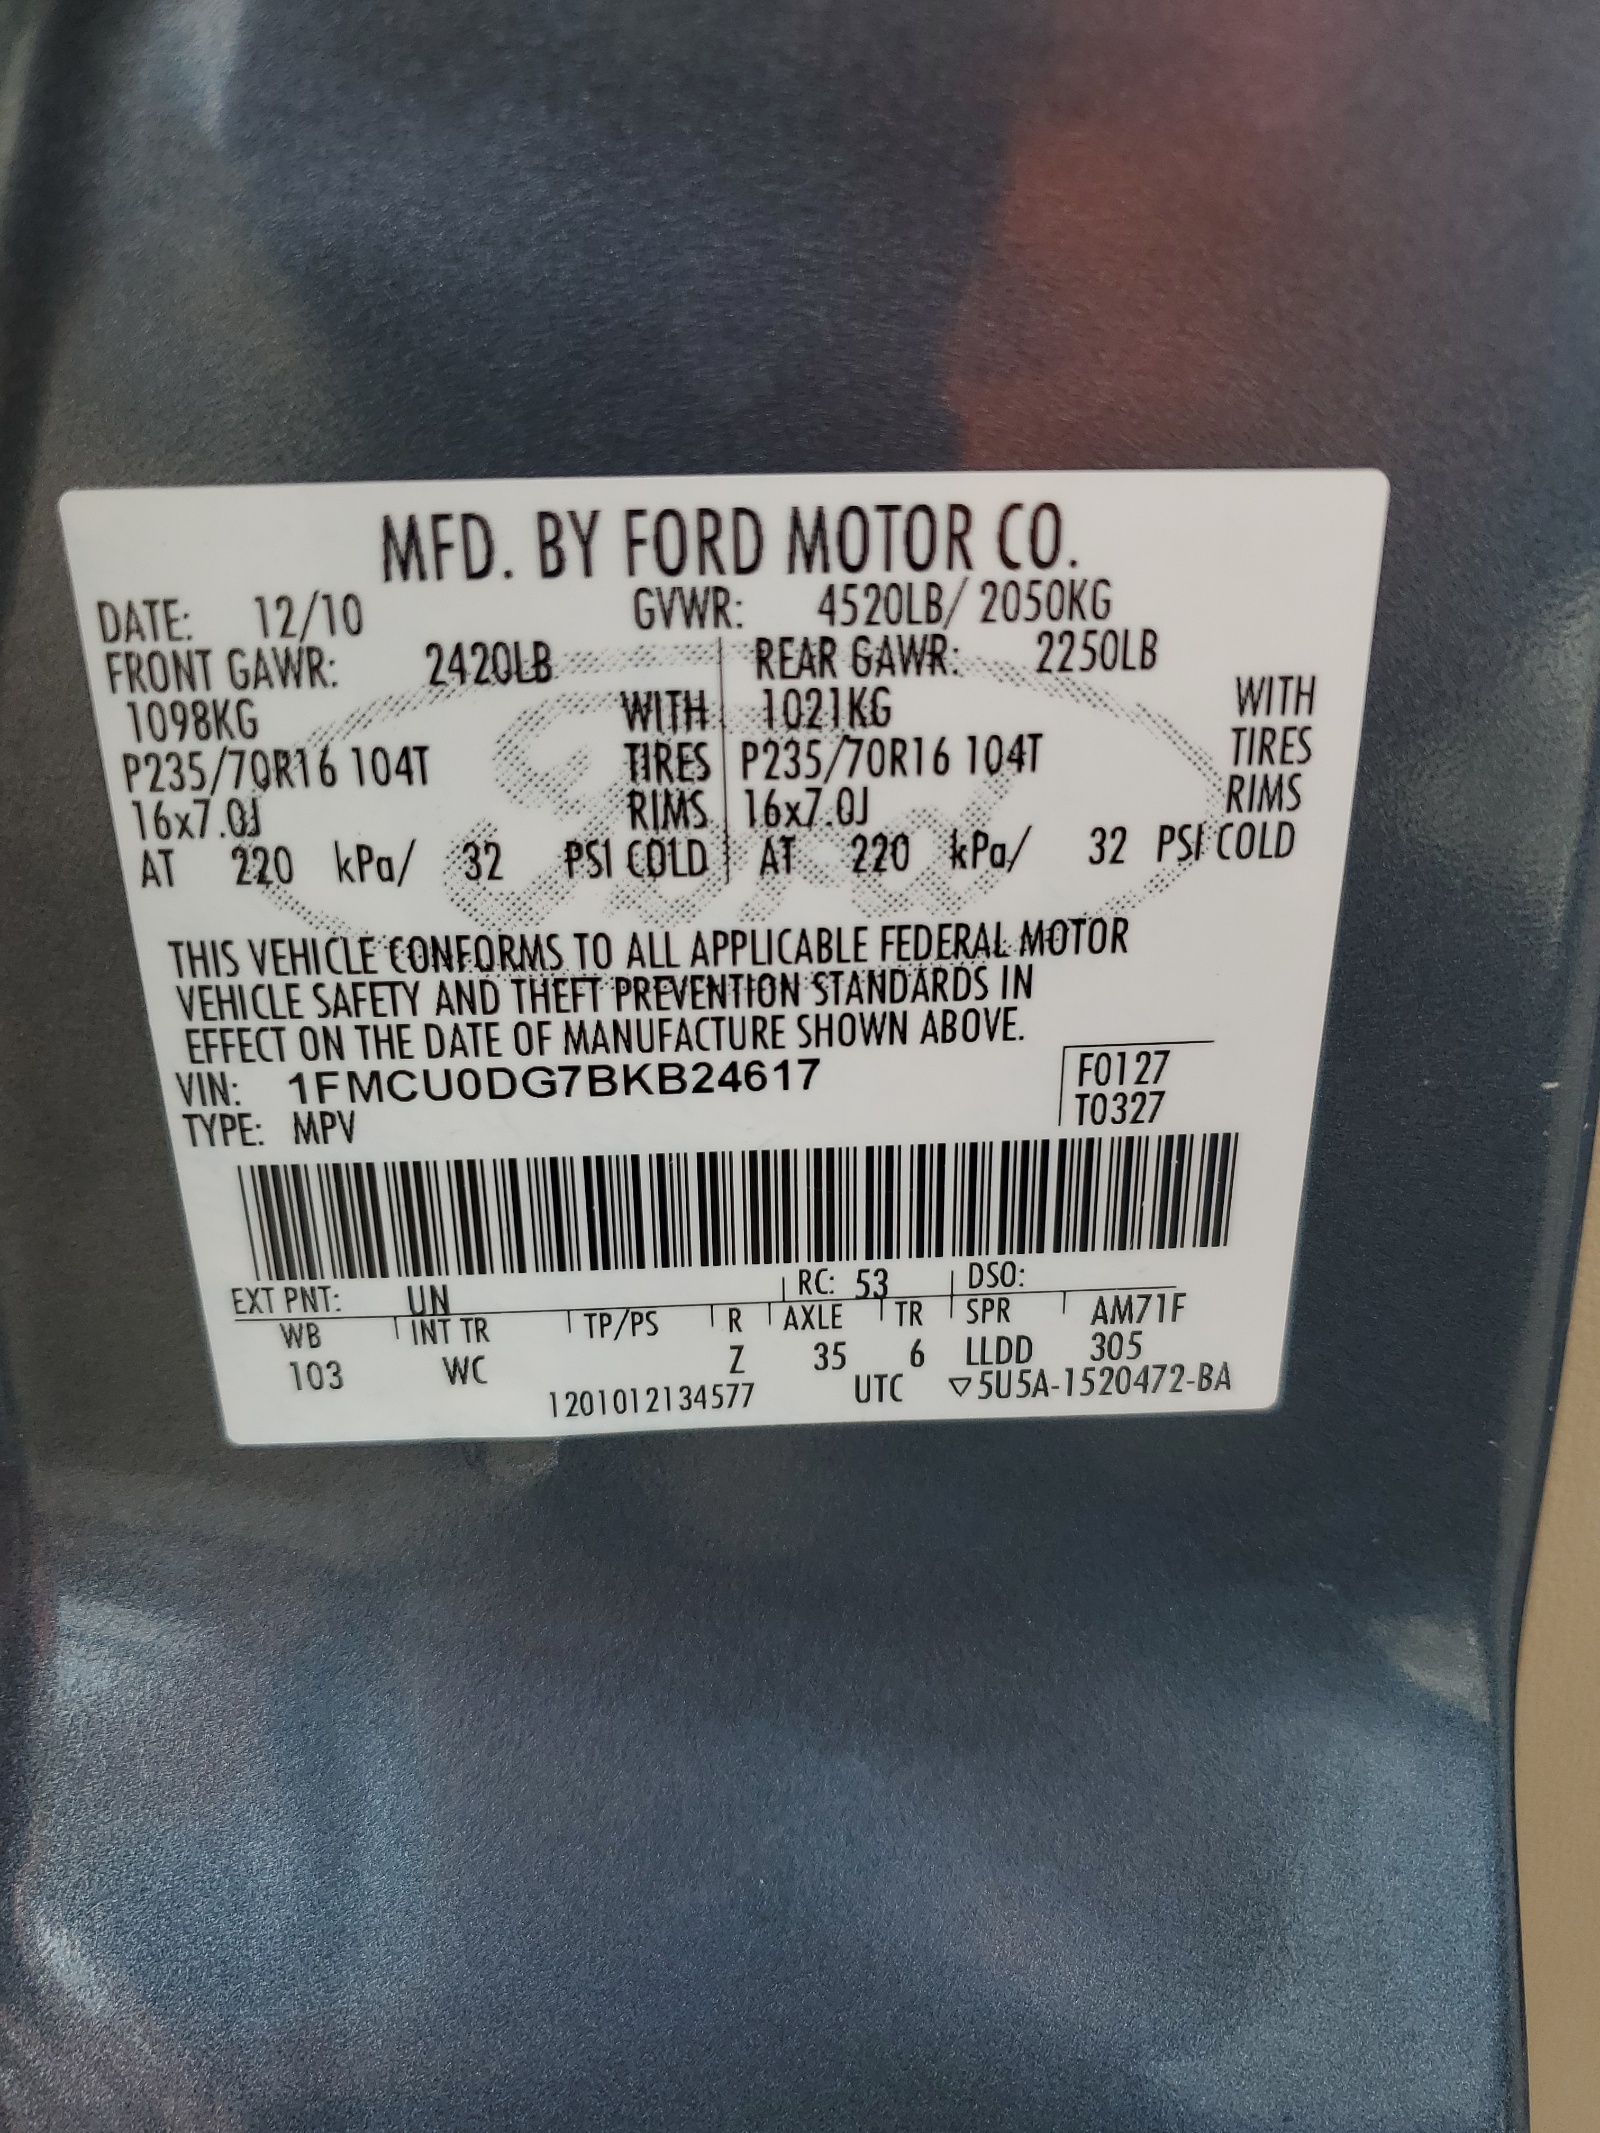 MFD. BY FORD MOTOR CO.
DATE: 12/10 GVWR: 4520LB/ 2050KG
FRONT GAWR: 2420LB REAR GAWR: 2250LB
1098KG WITH 1021KG WITH
P235/70R16 104T TIRES P235/70R16 104T TIRES
16x7.0J RIMS 16x7.0J RIMS
AT 220 kPa/ 32 PSI COLD AT 220 kPa/ 32 PSI COLD
Ford
THIS VEHICLE CONFORMS TO ALL APPLICABLE FEDERAL MOTOR
VEHICLE SAFETY AND THEFT PREVENTION STANDARDS IN
EFFECT ON THE DATE OF MANUFACTURE SHOWN ABOVE.
VIN: 1FMCU0DG7BKB24617 F0127
TYPE: MPV T0327
EXT PNT: UN RC: 53 DSO:
WB INT TR TP/PS R AXLE TR SPR AM71F
103 WC Z 35 6 LLDD 305
1201012134577 UTC ▽5U5A-1520472-BA